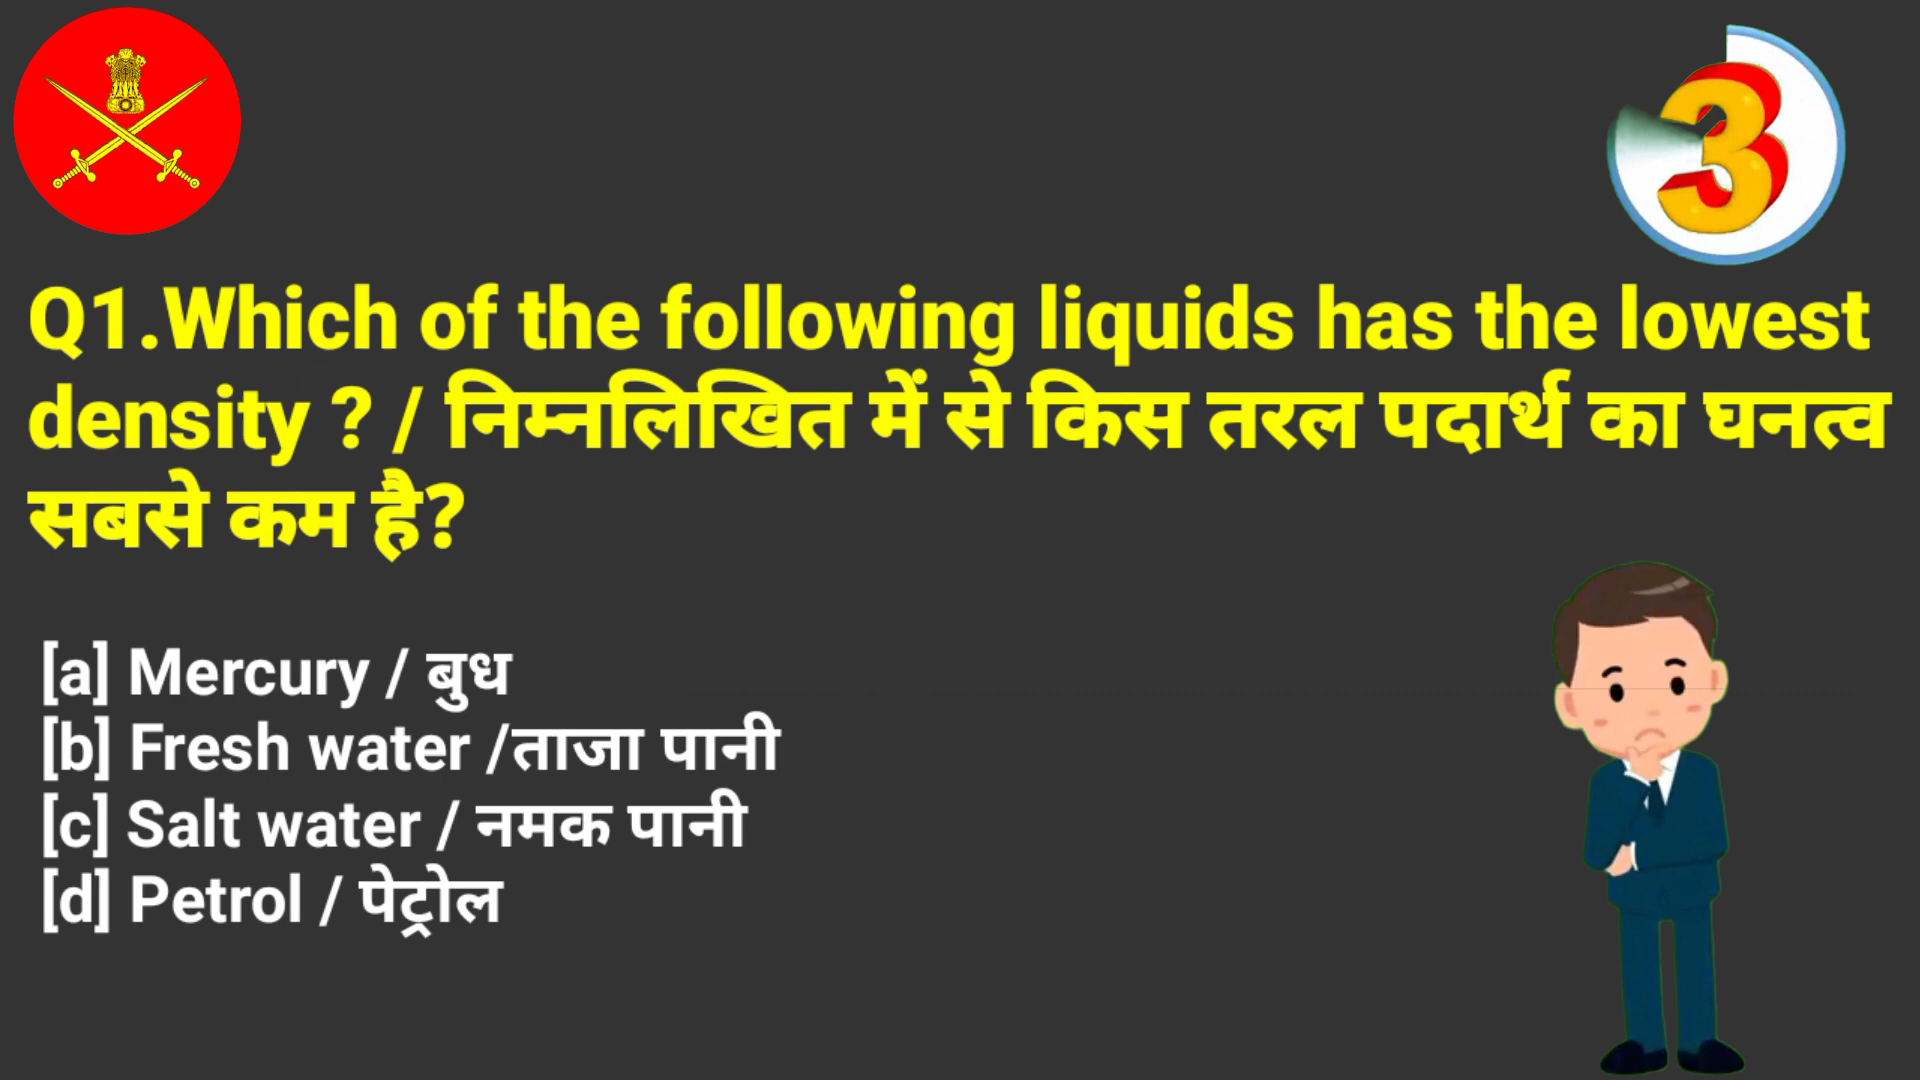 3
Q1.Which of the following liquids has the lowest
density ? / निम्नलिखित में से किस तरल पदार्थ का घनत्व
सबसे कम है?
[a] Mercury / बुध
[b] Fresh water /ताजा पानी
[c] Salt water / नमक पानी
[d] Petrol / पेट्रोल